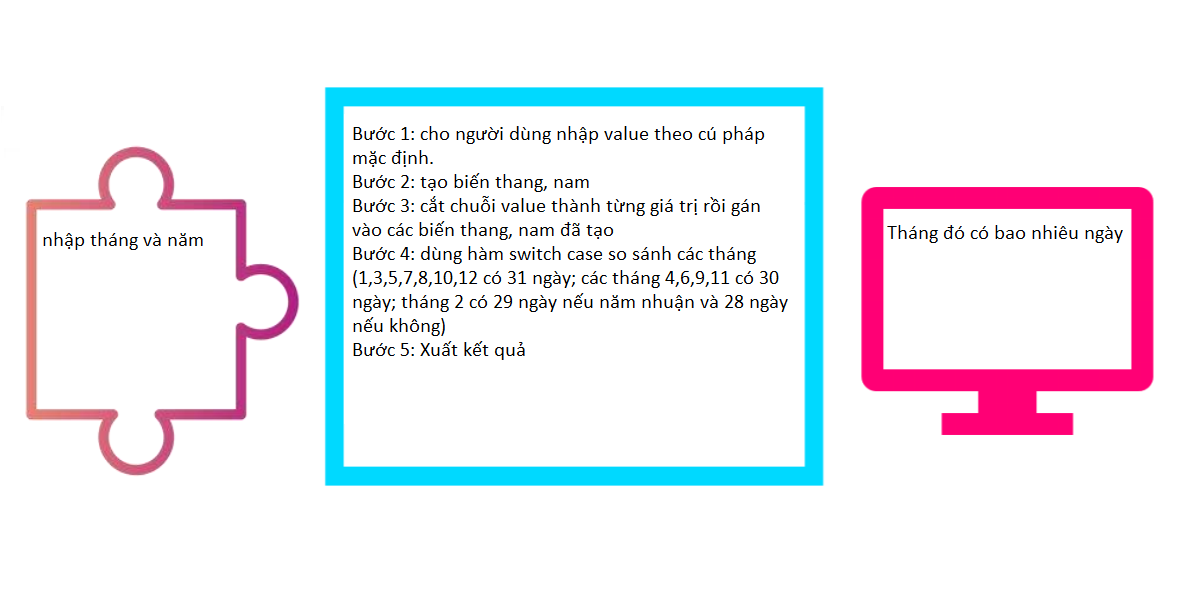 nhập tháng và năm
Bước 1: cho người dùng nhập value theo cú pháp
mặc định.
Bước 2: tạo biến thang, nam
Bước 3: cắt chuỗi value thành từng giá trị rồi gán
vào các biến thang, nam đã tạo
Bước 4: dùng hàm switch case so sánh các tháng
(1,3,5,7,8,10,12 có 31 ngày; các tháng 4,6,9,11 có 30
ngày; tháng 2 có 29 ngày nếu năm nhuận và 28 ngày
nếu không)
Bước 5: Xuất kết quả
Tháng đó có bao nhiêu ngày